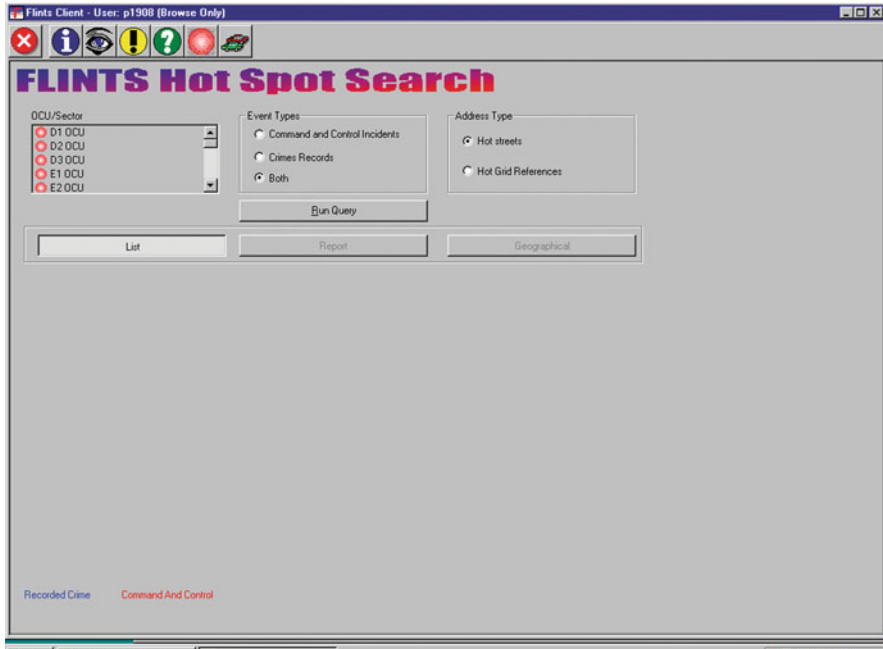 Flints Client - User: p1908 (Browse Only)
FLINTS Hot Spot Search
OCU/Sector
D1 OCU
D2 OCU
D3 OCU
E1 OCU
E2 OCU
Event Types
Command and Control Incidents
Crimes Records
Both
Address Type
Hot streets
Hot Grid References
Run Query
List
Report
Geographical
Recorded Crime
Command And Control